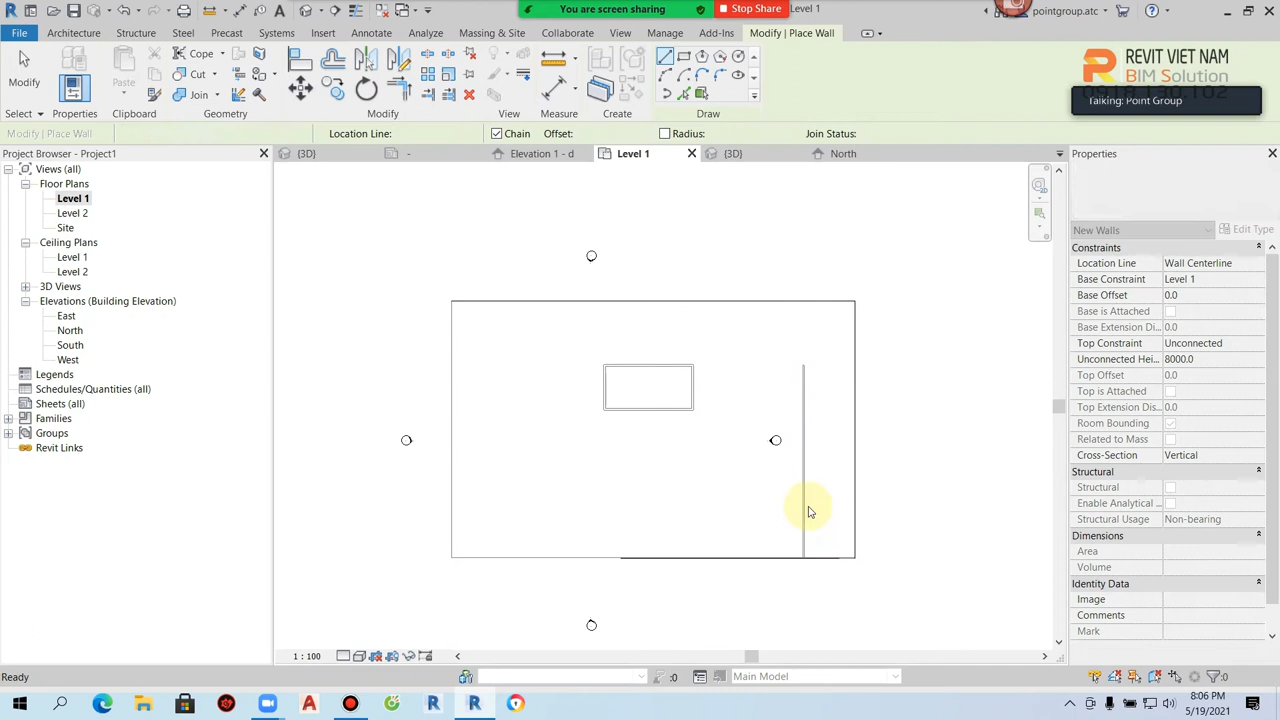 You are screen sharing
Stop Share
Level 1
pointgroup.atc
File
Architecture
Structure
Steel
Precast
Systems
Insert
Annotate
Analyze
Massing & Site
Collaborate
View
Manage
Add-Ins
Modify | Place Wall
REVIT VIET NAM
BIM Solution
Talking: Point Group
Modify
Paste
Cope
Cut
Join
Select
Properties
Clipboard
Geometry
Modify
View
Measure
Create
Draw
Modify | Place Wall
Location Line:
Chain
Offset:
Radius:
Join Status:
Project Browser - Project1
(3D)
-
Elevation 1 - d
Level 1
(3D)
North
Properties
Views (all)
Floor Plans
Level 1
Level 2
Site
Ceiling Plans
Level 1
Level 2
3D Views
Elevations (Building Elevation)
East
North
South
West
Legends
Schedules/Quantities (all)
Sheets (all)
Families
Groups
Revit Links
New Walls
Edit Type
Constraints
Location Line Wall Centerline
Base Constraint Level 1
Base Offset 0.0
Base is Attached
Base Extension Di... 0.0
Top Constraint Unconnected
Unconnected Hei... 8000.0
Top Offset 0.0
Top is Attached
Top Extension Dis... 0.0
Room Bounding
Related to Mass
Cross-Section Vertical
Structural
Structural
Enable Analytical ...
Structural Usage Non-bearing
Dimensions
Area
Volume
Identity Data
Image
Comments
Mark
1 : 100
Ready
:0
Main Model
:0
8:06 PM
5/19/2021